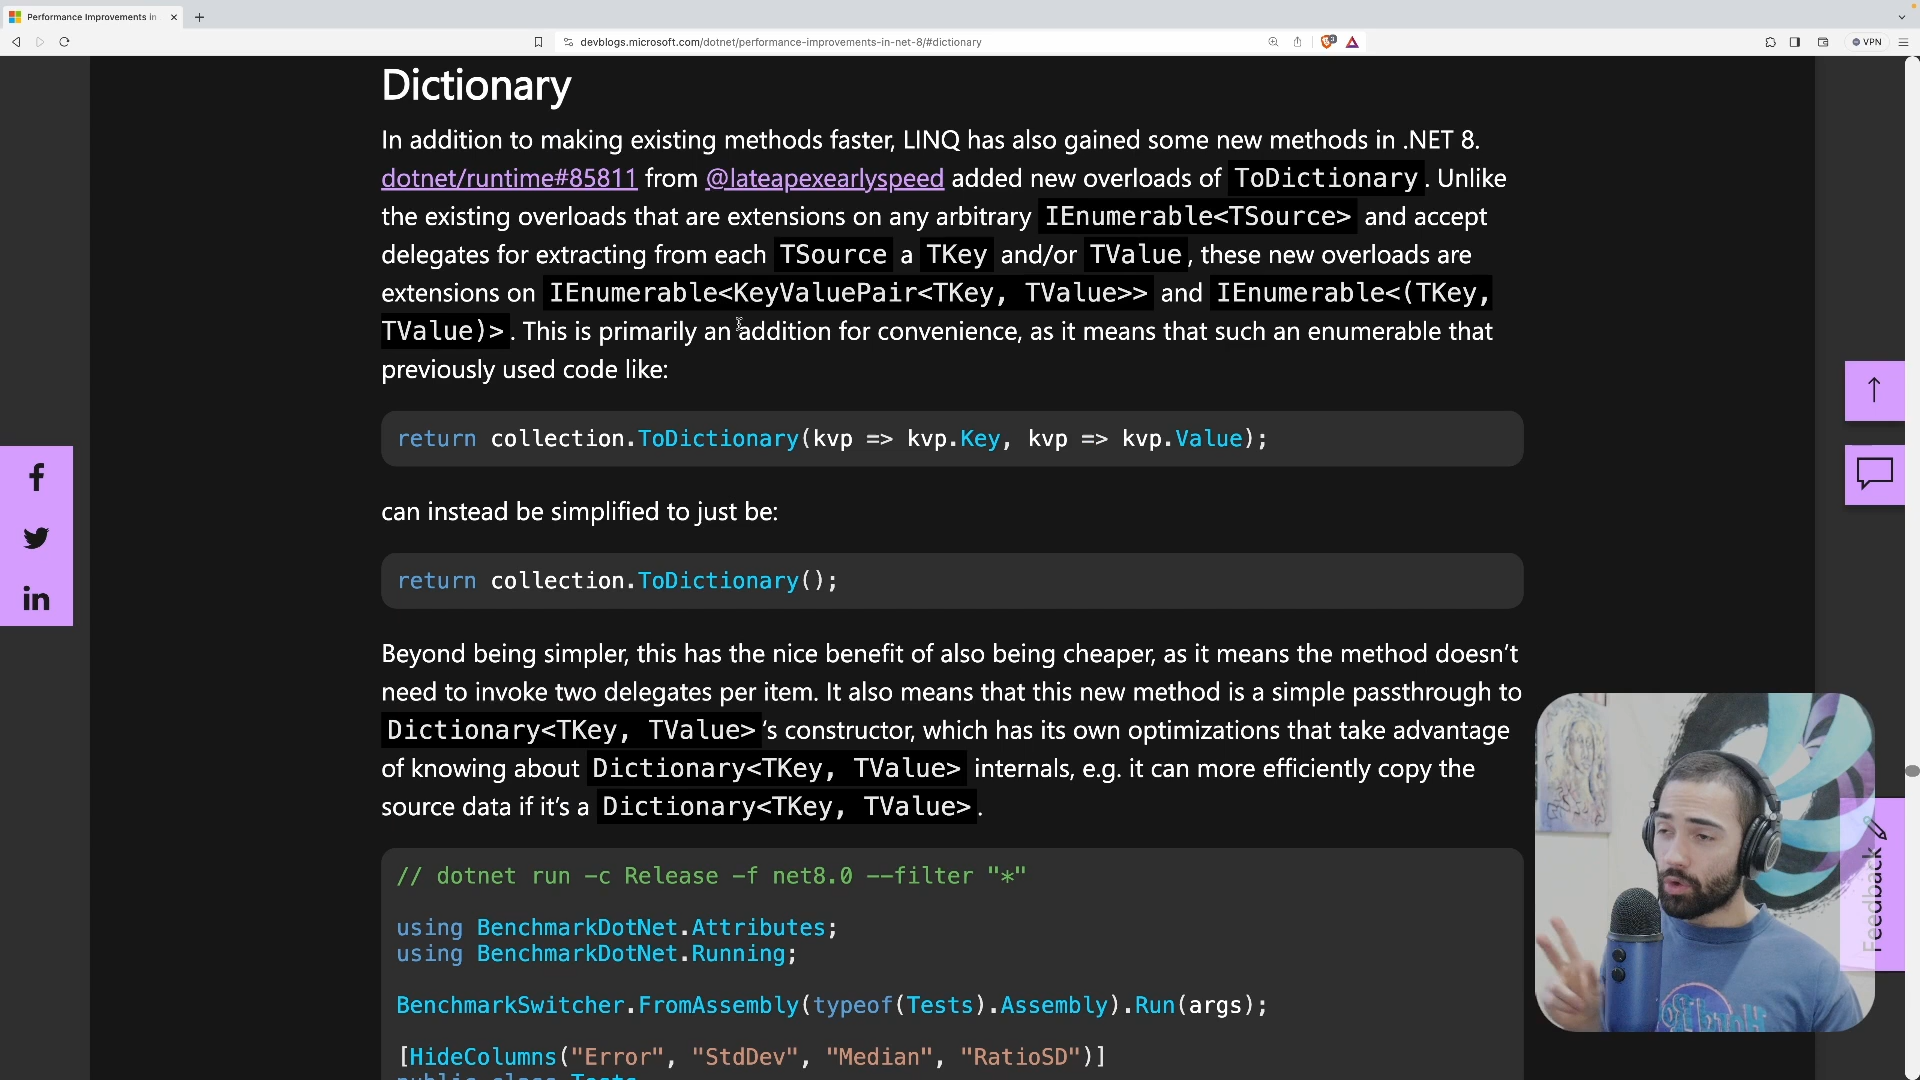 Performance Improvements in
devblogs.microsoft.com/dotnet/performance-improvements-in-net-8/#dictionary
3
VPN
Dictionary
In addition to making existing methods faster, LINQ has also gained some new methods in .NET 8.
dotnet/runtime#85811 from @lateapexearlyspeed added new overloads of ToDictionary. Unlike
the existing overloads that are extensions on any arbitrary IEnumerable<TSource> and accept
delegates for extracting from each TSource a TKey and/or TValue, these new overloads are
extensions on IEnumerable<KeyValuePair<TKey, TValue>> and IEnumerable<(TKey,
TValue)>. This is primarily an addition for convenience, as it means that such an enumerable that
previously used code like:
return collection.ToDictionary(kvp => kvp.Key, kvp => kvp.Value);
can instead be simplified to just be:
return collection.ToDictionary();
Beyond being simpler, this has the nice benefit of also being cheaper, as it means the method doesn’t
need to invoke two delegates per item. It also means that this new method is a simple passthrough to
Dictionary<TKey, TValue>‘s constructor, which has its own optimizations that take advantage
of knowing about Dictionary<TKey, TValue> internals, e.g. it can more efficiently copy the
source data if it’s a Dictionary<TKey, TValue>.
// dotnet run -c Release -f net8.0 --filter "*"
using BenchmarkDotNet.Attributes;
using BenchmarkDotNet.Running;
BenchmarkSwitcher.FromAssembly(typeof(Tests).Assembly).Run(args);
[HideColumns("Error", "StdDev", "Median", "RatioSD")]
public class Tests
Feedback